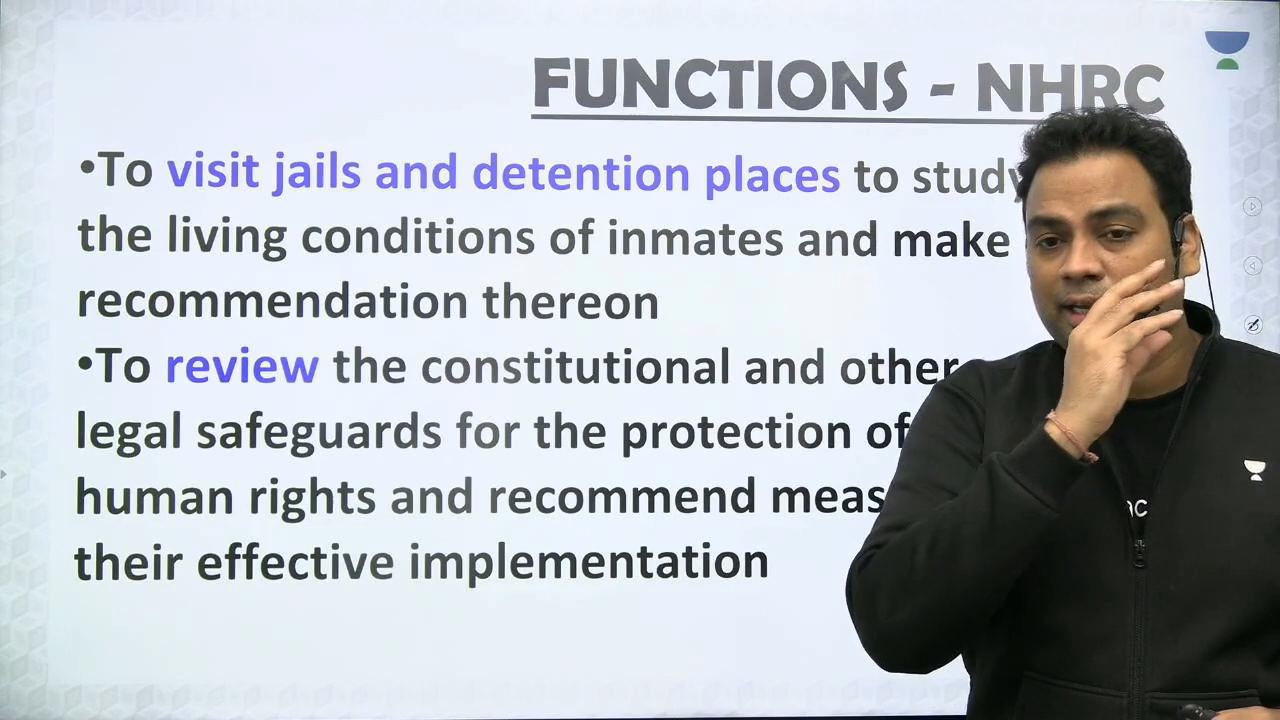 FUNCTIONS - NHRC
•To visit jails and detention places to study
the living conditions of inmates and make
recommendation thereon
•To review the constitutional and other
legal safeguards for the protection of
human rights and recommend
their effective implementation